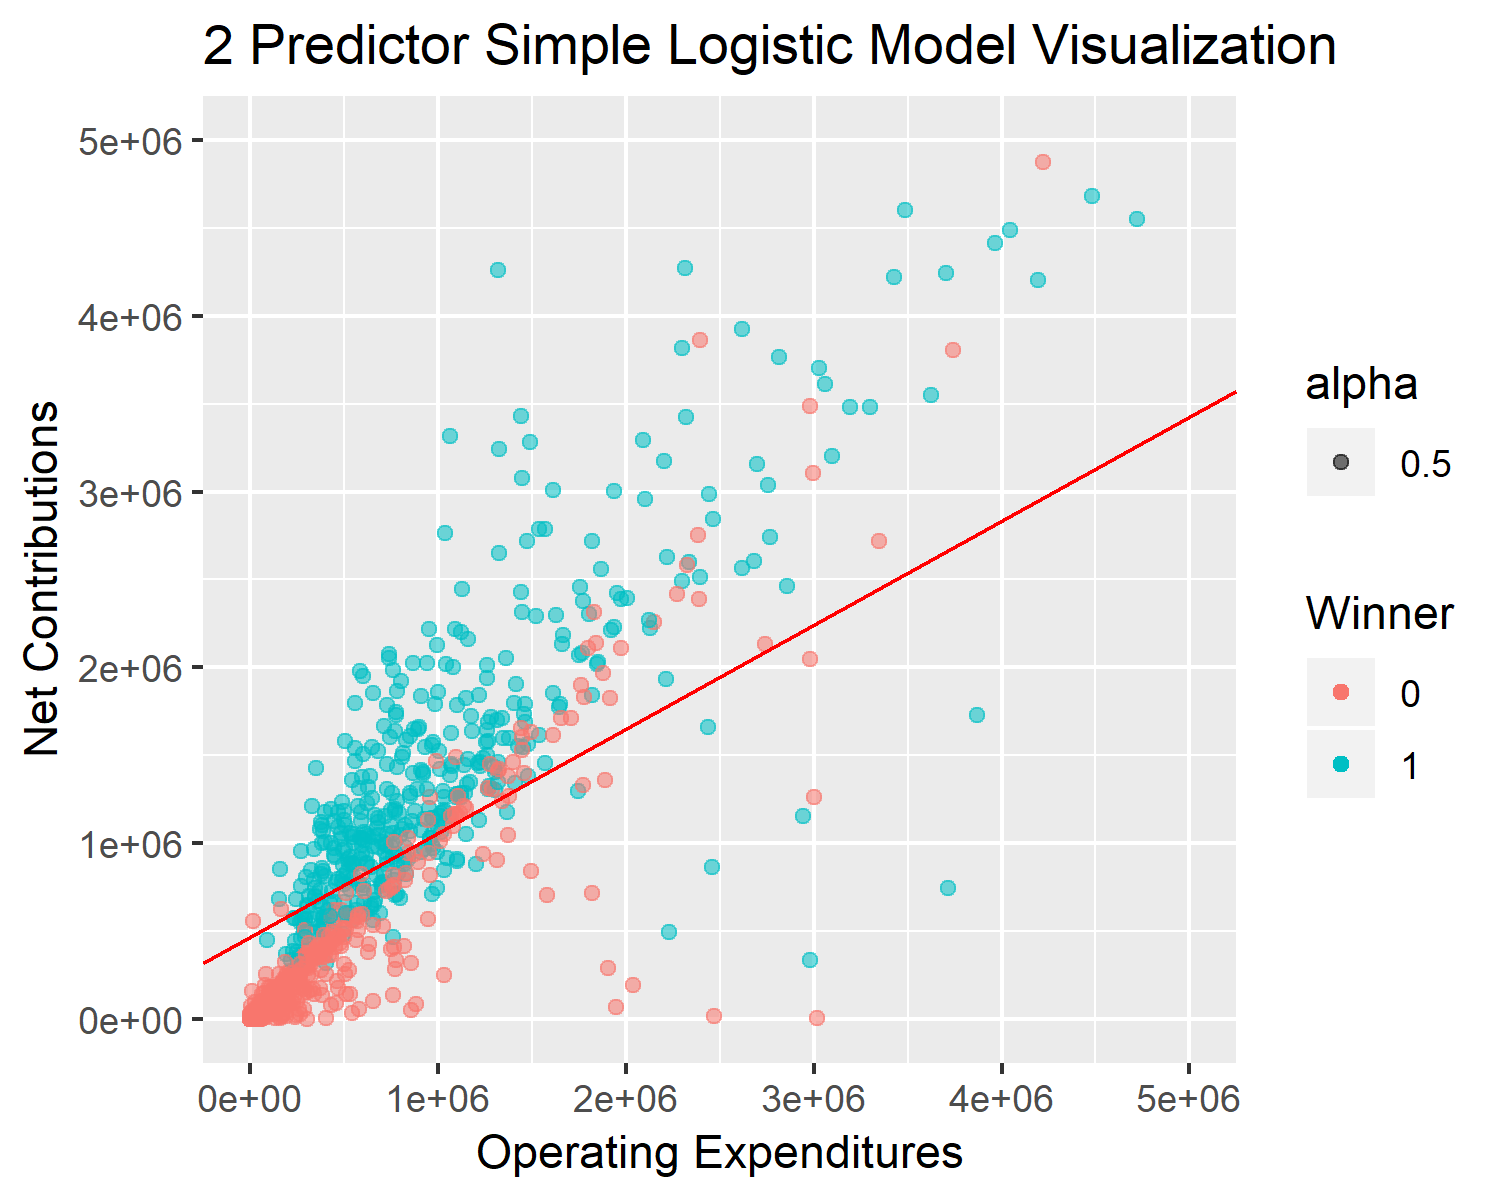 2 Predictor Simple Logistic Model Visualization
5e+06
4e+06
3e+06
2e+06
1e+06
0e+00
Net Contributions
0e+00 1e+06 2e+06 3e+06 4e+06 5e+06
Operating Expenditures
alpha
0.5
Winner
0
1